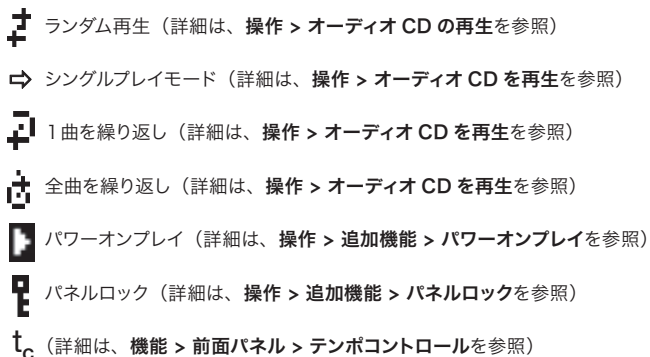 ランダム再生（詳細は、操作 > オーディオ CD の再生を参照）
シングルプレイモード（詳細は、操作 > オーディオ CD を再生を参照）
1 曲を繰り返し（詳細は、操作 > オーディオ CD を再生を参照）
全曲を繰り返し（詳細は、操作 > オーディオ CD を再生を参照）
パワーオンプレイ（詳細は、操作 > 追加機能 > パワーオンプレイを参照）
パネルロック（詳細は、操作 > 追加機能 > パネルロックを参照）
tc（詳細は、機能 > 前面パネル > テンポコントロールを参照）